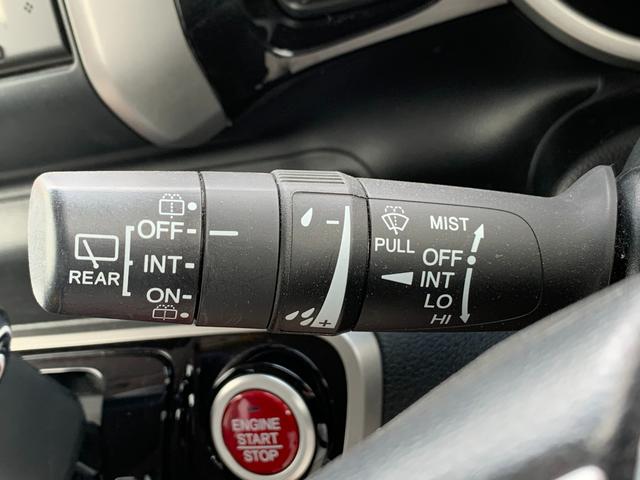 OFF
INT
ON
REAR
PULL
MIST
OFF
INT
LO
HI
ENGINE
START
STOP